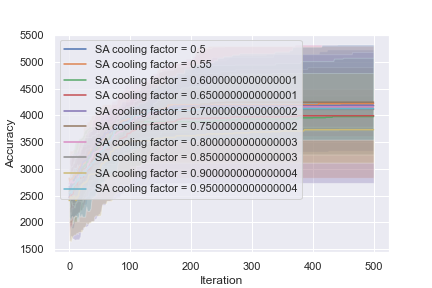 5500
5000
4500
4000
3500
3000
2500
2000
1500
Accuracy
SA cooling factor = 0.5
SA cooling factor = 0.55
SA cooling factor = 0.6000000000000001
SA cooling factor = 0.6500000000000001
SA cooling factor = 0.7000000000000002
SA cooling factor = 0.7500000000000002
SA cooling factor = 0.8000000000000003
SA cooling factor = 0.8500000000000003
SA cooling factor = 0.9000000000000004
SA cooling factor = 0.9500000000000004
0 100 200 300 400 500
Iteration